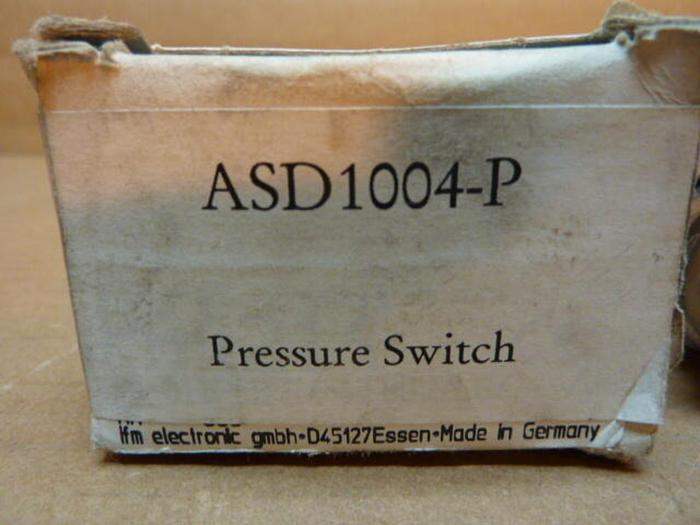 ASD1004-P
Pressure Switch
ifm electronic gmbh•D45127Essen•Made in Germany